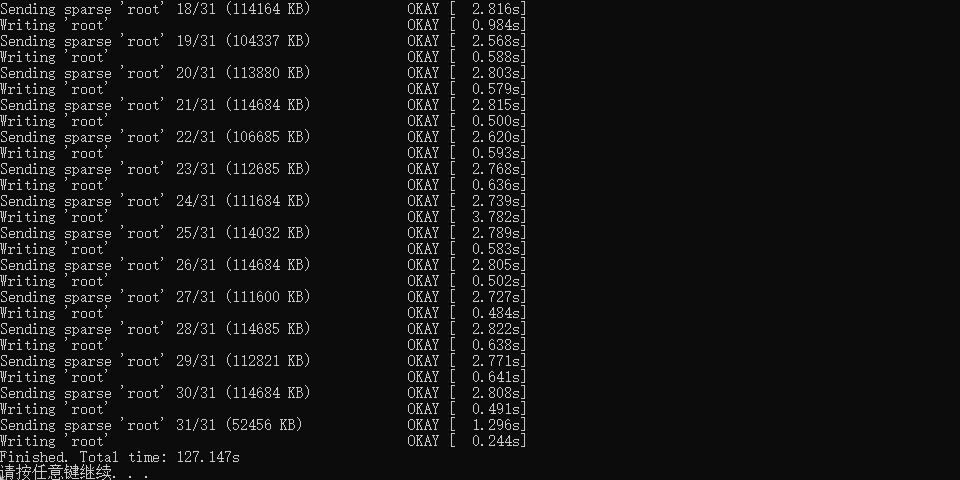 Sending sparse 'root' 18/31 (114164 KB)            OKAY [  2.816s]
Writing 'root'                                     OKAY [  0.984s]
Sending sparse 'root' 19/31 (104337 KB)            OKAY [  2.568s]
Writing 'root'                                     OKAY [  0.588s]
Sending sparse 'root' 20/31 (113880 KB)            OKAY [  2.803s]
Writing 'root'                                     OKAY [  0.579s]
Sending sparse 'root' 21/31 (114684 KB)            OKAY [  2.815s]
Writing 'root'                                     OKAY [  0.500s]
Sending sparse 'root' 22/31 (106685 KB)            OKAY [  2.620s]
Writing 'root'                                     OKAY [  0.593s]
Sending sparse 'root' 23/31 (112685 KB)            OKAY [  2.768s]
Writing 'root'                                     OKAY [  0.636s]
Sending sparse 'root' 24/31 (111684 KB)            OKAY [  2.739s]
Writing 'root'                                     OKAY [  3.782s]
Sending sparse 'root' 25/31 (114032 KB)            OKAY [  2.789s]
Writing 'root'                                     OKAY [  0.583s]
Sending sparse 'root' 26/31 (114684 KB)            OKAY [  2.805s]
Writing 'root'                                     OKAY [  0.502s]
Sending sparse 'root' 27/31 (111600 KB)            OKAY [  2.727s]
Writing 'root'                                     OKAY [  0.484s]
Sending sparse 'root' 28/31 (114685 KB)            OKAY [  2.822s]
Writing 'root'                                     OKAY [  0.638s]
Sending sparse 'root' 29/31 (112821 KB)            OKAY [  2.771s]
Writing 'root'                                     OKAY [  0.641s]
Sending sparse 'root' 30/31 (114684 KB)            OKAY [  2.808s]
Writing 'root'                                     OKAY [  0.491s]
Sending sparse 'root' 31/31 (52456 KB)             OKAY [  1.296s]
Writing 'root'                                     OKAY [  0.244s]
Finished. Total time: 127.147s
请按任意键继续. . .